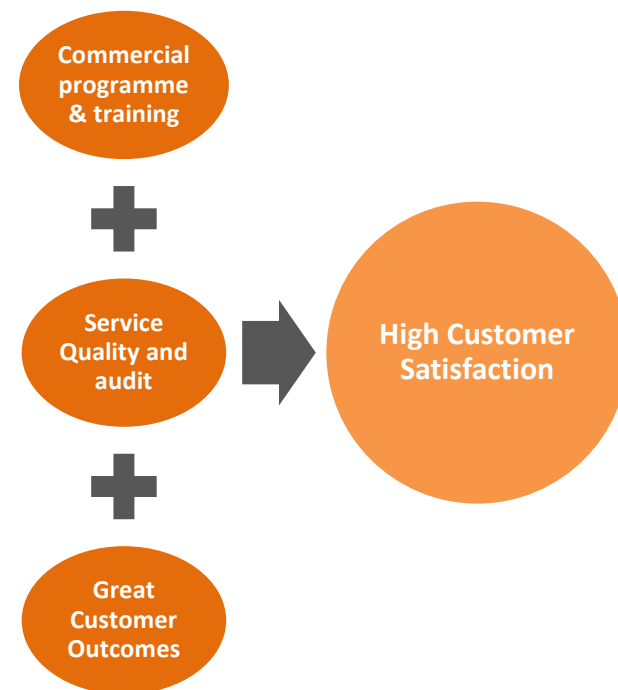 Commercial
programme
& training
Service
Quality and
audit
High Customer
Satisfaction
Great
Customer
Outcomes